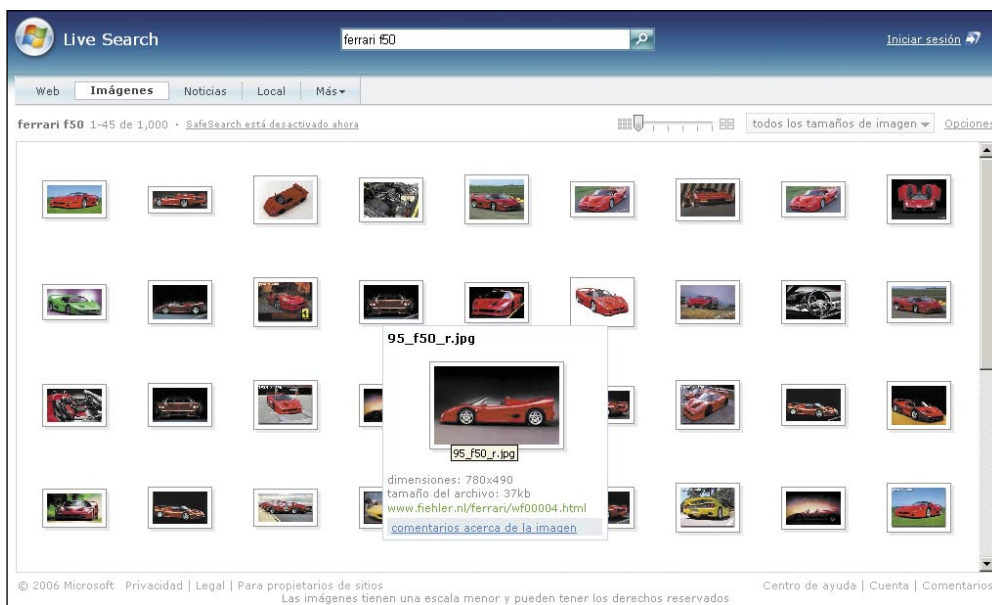 Live Search
ferrari f50
Iniciar sesión
Web Imágenes Noticias Local Más
ferrari f50 1-45 de 1,000 · SafeSearch está desactivado ahora
todos los tamaños de imagen
Opciones
95_f50_r.jpg
95_f50_r.jpg
dimensiones: 780x490
tamaño del archivo: 37kb
www.fiehler.nl/ferrari/wf00004.html
comentarios acerca de la imagen
© 2006 Microsoft Privacidad | Legal | Para propietarios de sitios
Centro de ayuda | Cuenta | Comentarios
Las imágenes tienen una escala menor y pueden tener los derechos reservados